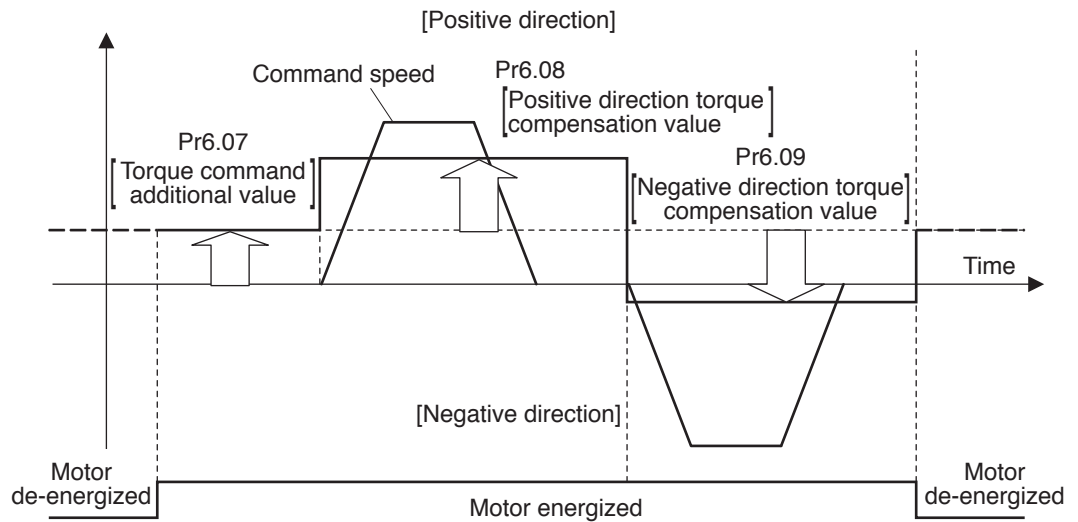 [Positive direction]
Command speed
Pr6.08
[Positive direction torque
compensation value]
Pr6.07
[Torque command
additional value]
Pr6.09
[Negative direction torque
compensation value]
Time
[Negative direction]
Motor
de-energized
Motor energized
Motor
de-energized